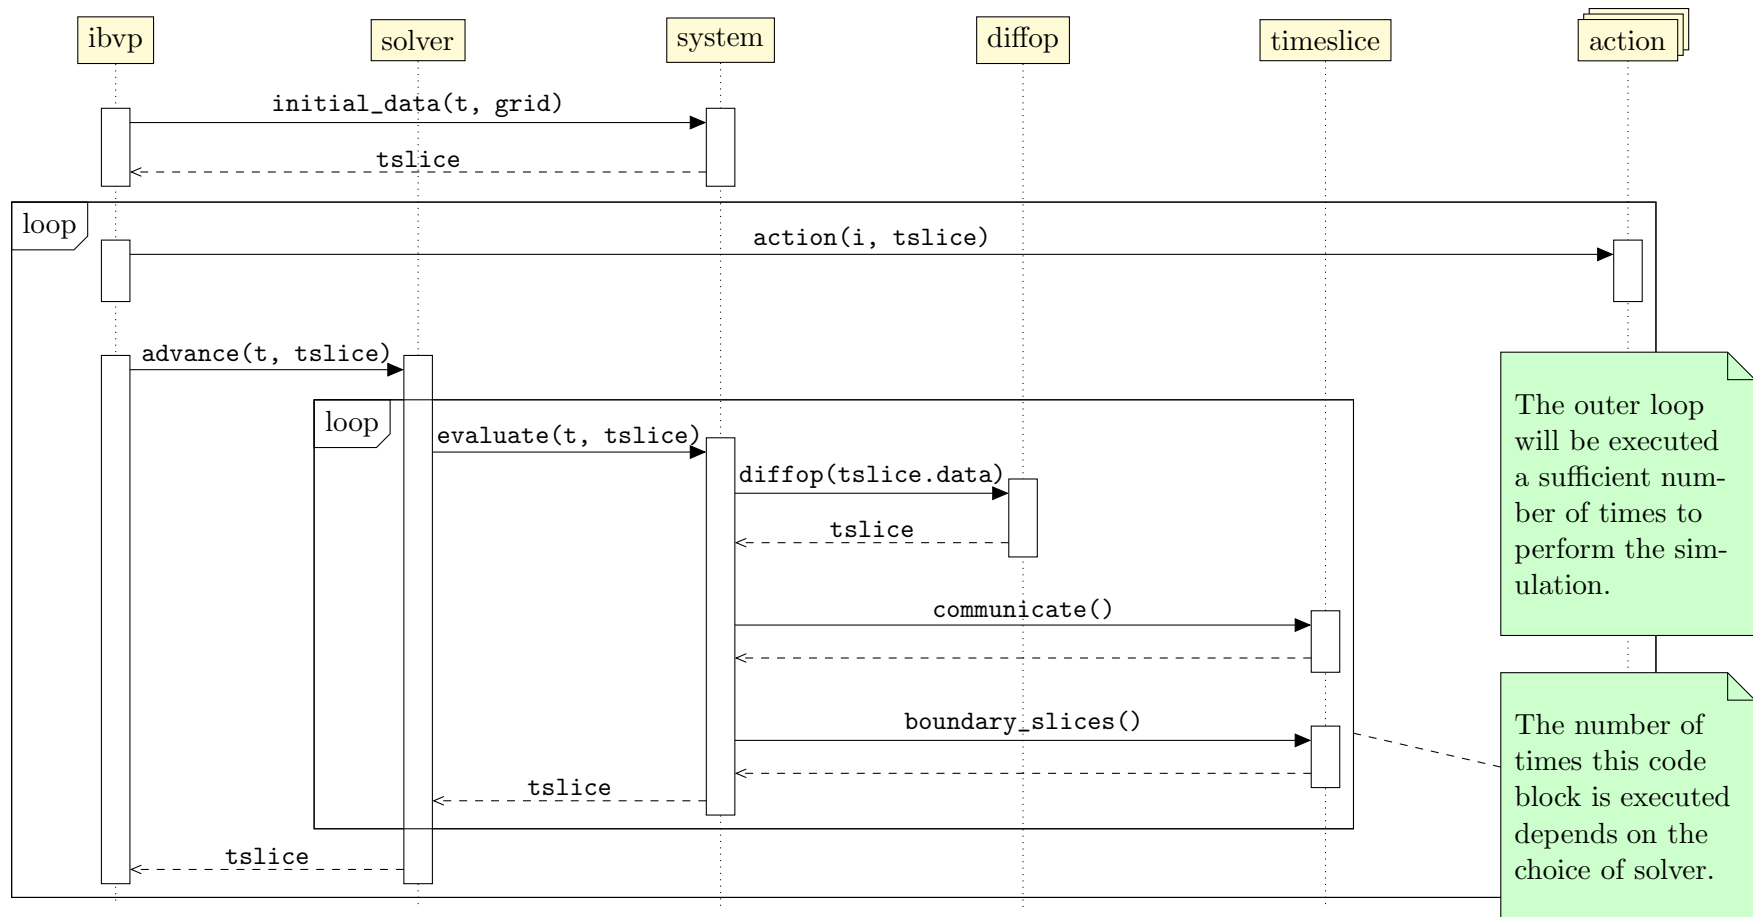 ibvp
solver
system
diffop
timeslice
action
initial_data(t, grid)
tslice
loop
action(i, tslice)
advance(t, tslice)
loop
evaluate(t, tslice)
diffop(tslice.data)
tslice
communicate()
boundary_slices()
tslice
tslice
The outer loop
will be executed
a sufficient num-
ber of times to
perform the sim-
ulation.
The number of
times this code
block is executed
depends on the
choice of solver.